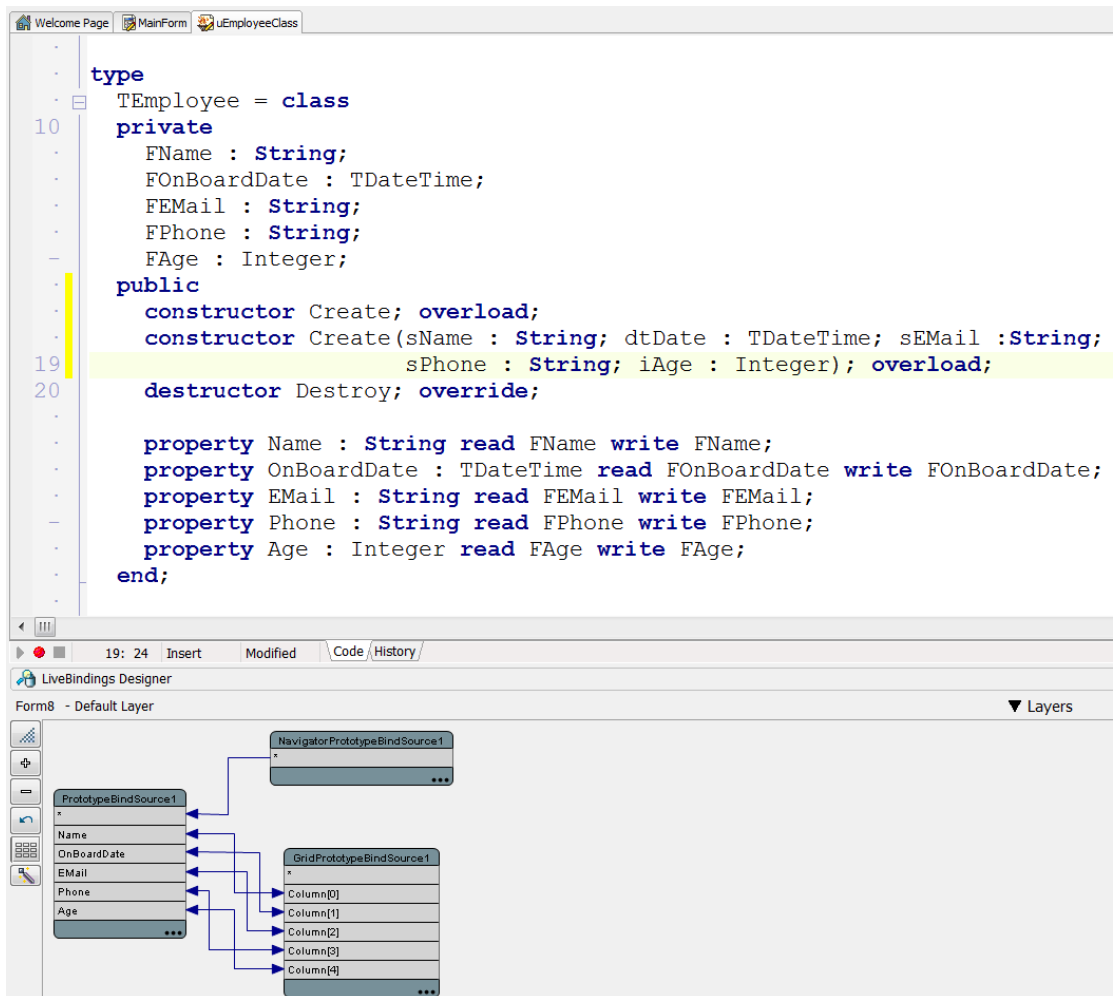 Welcome Page MainForm uEmployeeClass
type
TEmployee = class
10 private
FName : String;
FOnBoardDate : TDateTime;
FEMail : String;
FPhone : String;
FAge : Integer;
public
constructor Create; overload;
constructor Create(sName : String; dtDate : TDateTime; sEMail :String;
19 sPhone : String; iAge : Integer); overload;
20 destructor Destroy; override;
property Name : String read FName write FName;
property OnBoardDate : TDateTime read FOnBoardDate write FOnBoardDate;
property EMail : String read FEMail write FEMail;
property Phone : String read FPhone write FPhone;
property Age : Integer read FAge write FAge;
end;
19: 24 Insert Modified Code History
LiveBindings Designer
Form8 - Default Layer Layers
NavigatorPrototypeBindSource1
*
PrototypeBindSource1
*
Name
OnBoardDate
EMail
Phone
Age
GridPrototypeBindSource1
*
Column[0]
Column[1]
Column[2]
Column[3]
Column[4]